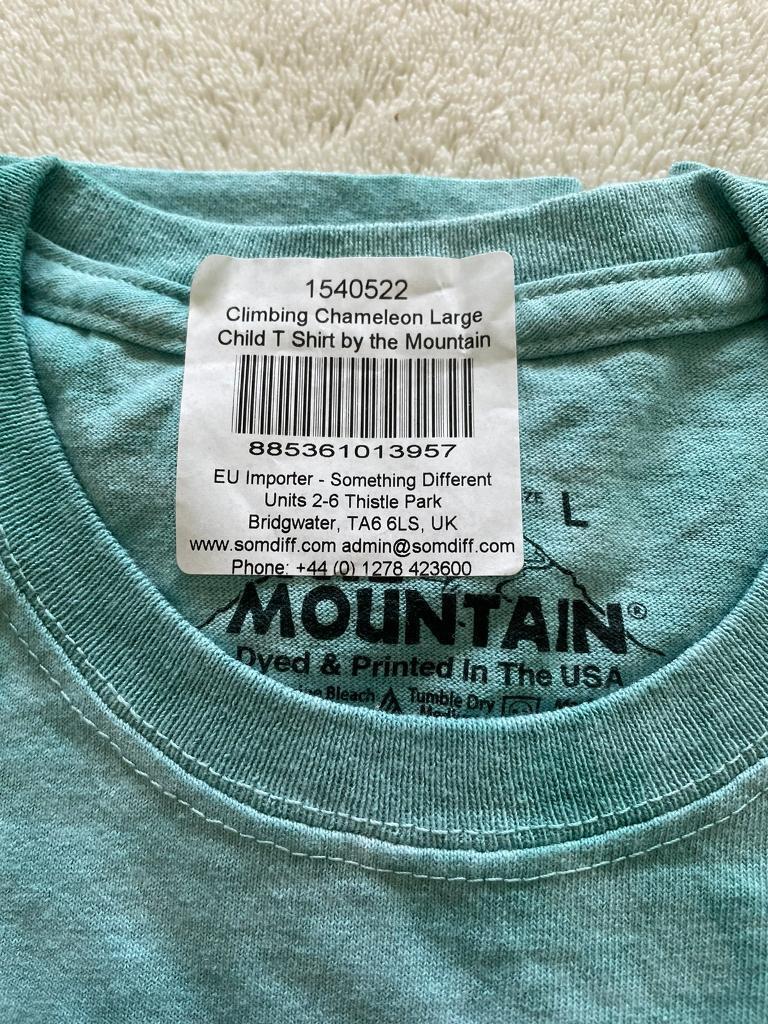 1540522
Climbing Chameleon Large
Child T Shirt by the Mountain
885361013957
EU Importer - Something Different
Units 2-6 Thistle Park
Bridgwater, TA6 6LS, UK
www.somdiff.com admin@somdiff.com
Phone: +44 (0) 1278 423600
ZE L
MOUNTAIN®
Dyed & Printed In The USA
Bleach Tumble Dry